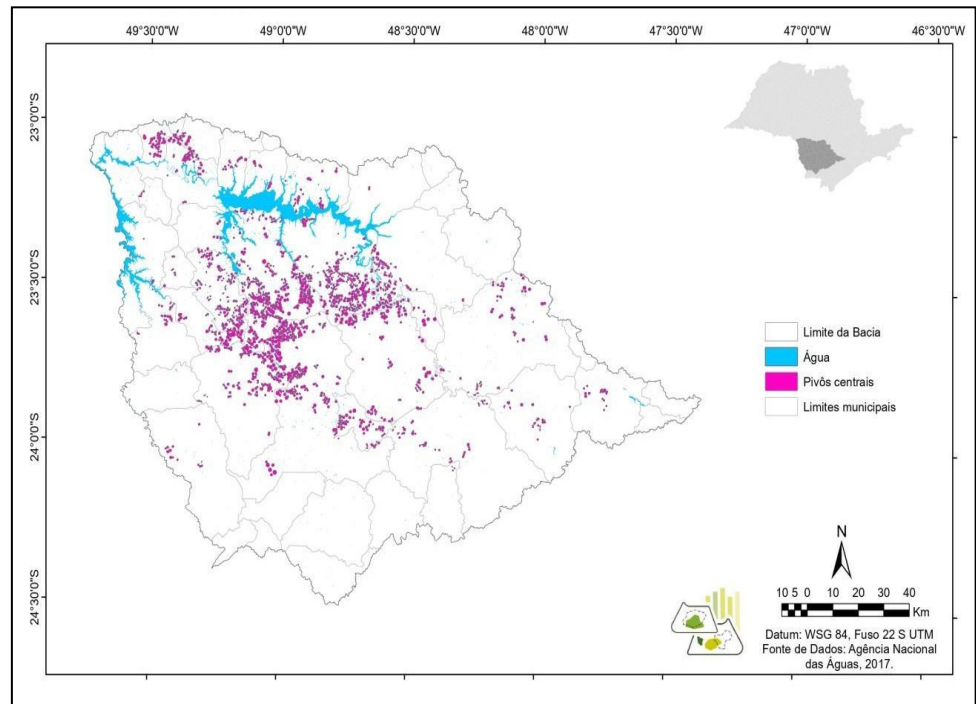 49°30'0"W 49°0'0"W 48°30'0"W 48°0'0"W 47°30'0"W 47°0'0"W 46°30'0"W
23°0'0"S
23°30'0"S
24°0'0"S
24°30'0"S
Limite da Bacia
Água
Pivôs centrais
Limites municipais
N
10 5 0 10 20 30 40
Km
Datum: WSG 84, Fuso 22 S UTM
Fonte de Dados: Agência Nacional
das Águas, 2017.